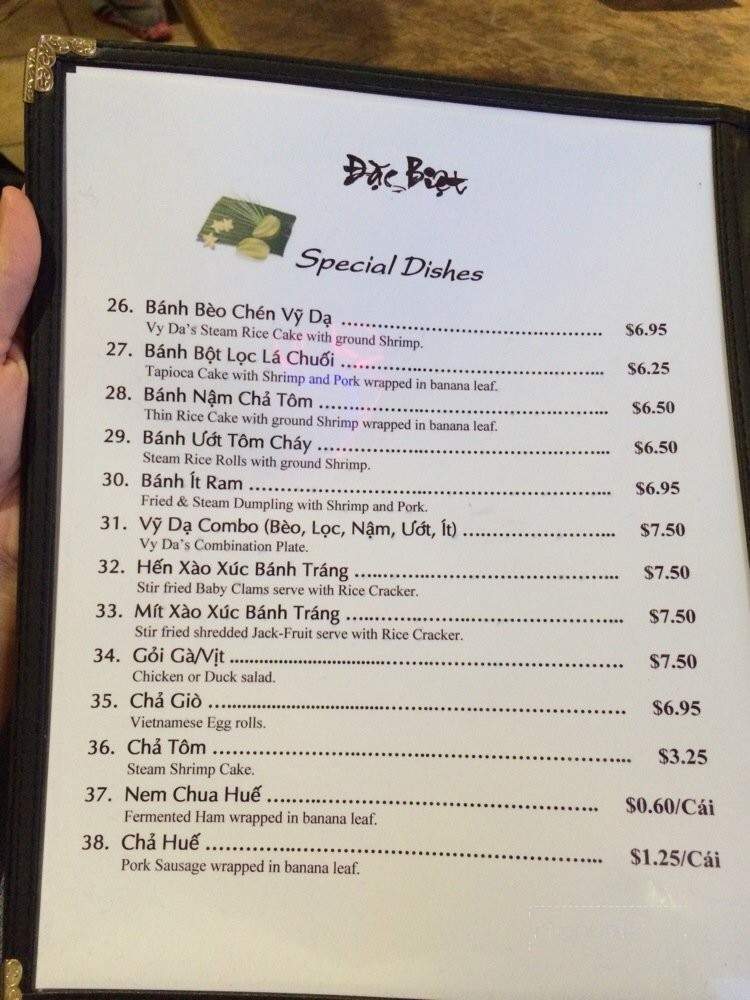 Đặc Biệt
Special Dishes
26. Bánh Bèo Chén Vỹ Dạ ................................................ $6.95
Vy Da's Steam Rice Cake with ground Shrimp.
27. Bánh Bột Lọc Lá Chuối ................................................ $6.25
Tapioca Cake with Shrimp and Pork wrapped in banana leaf.
28. Bánh Nậm Chả Tôm ................................................ $6.50
Thin Rice Cake with ground Shrimp wrapped in banana leaf.
29. Bánh Ướt Tôm Cháy ................................................ $6.50
Steam Rice Rolls with ground Shrimp.
30. Bánh Ít Ram ................................................ $6.95
Fried & Steam Dumpling with Shrimp and Pork.
31. Vỹ Dạ Combo (Bèo, Lọc, Nậm, Ướt, Ít) ............................ $7.50
Vy Da's Combination Plate.
32. Hến Xào Xúc Bánh Tráng ................................................ $7.50
Stir fried Baby Clams serve with Rice Cracker.
33. Mít Xào Xúc Bánh Tráng ................................................ $7.50
Stir fried shredded Jack-Fruit serve with Rice Cracker.
34. Gỏi Gà/Vịt ................................................ $7.50
Chicken or Duck salad.
35. Chả Giò ................................................ $6.95
Vietnamese Egg rolls.
36. Chả Tôm ................................................ $3.25
Steam Shrimp Cake.
37. Nem Chua Huế ................................................ $0.60/Cái
Fermented Ham wrapped in banana leaf.
38. Chả Huế ................................................ $1.25/Cái
Pork Sausage wrapped in banana leaf.